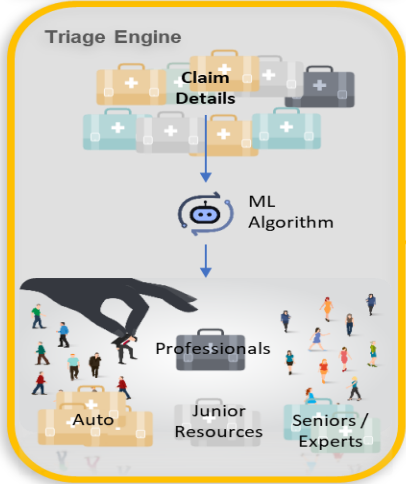 Triage Engine
Claim
Details
ML
Algorithm
Professionals
Auto
Junior
Resources
Seniors /
Experts